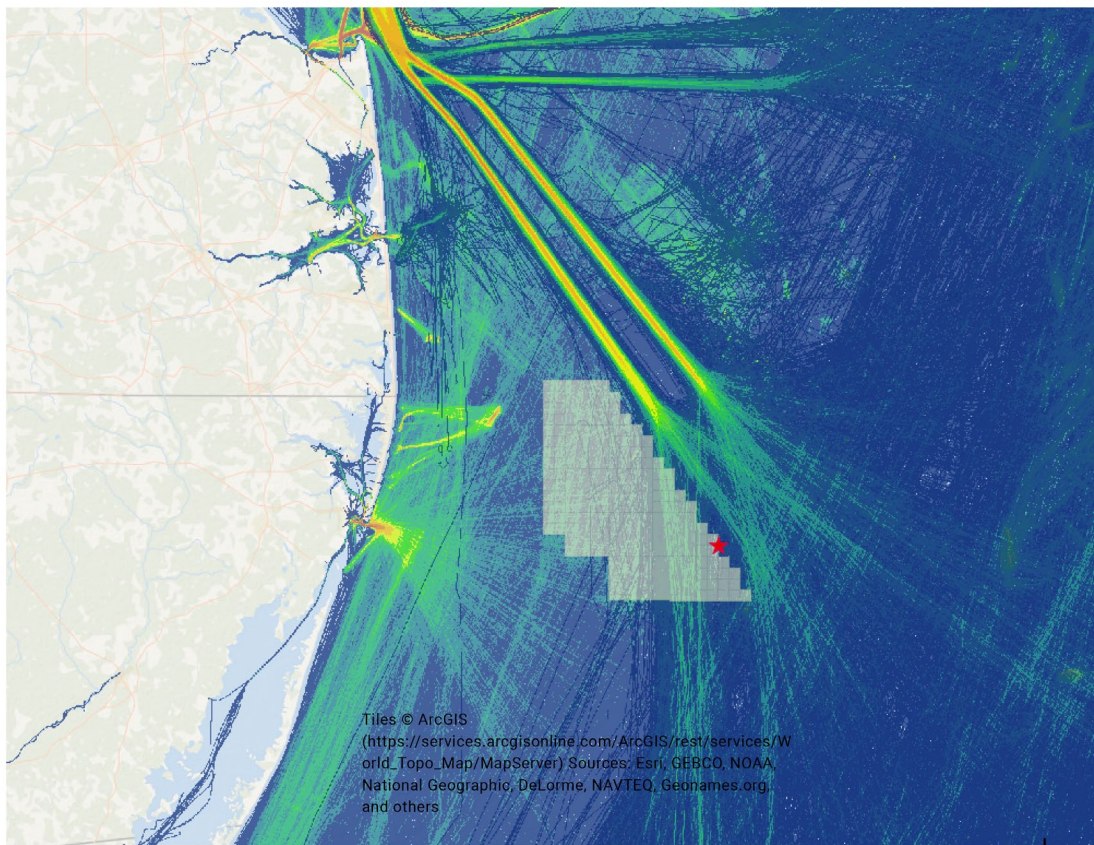 Tiles © ArcGIS
(https://services.arcgisonline.com/ArcGIS/rest/services/W
orld_Topo_Map/MapServer) Sources: Esri, GEBCO, NOAA,
National Geographic, DeLorme, NAVTEQ, Geonames.org,
and others